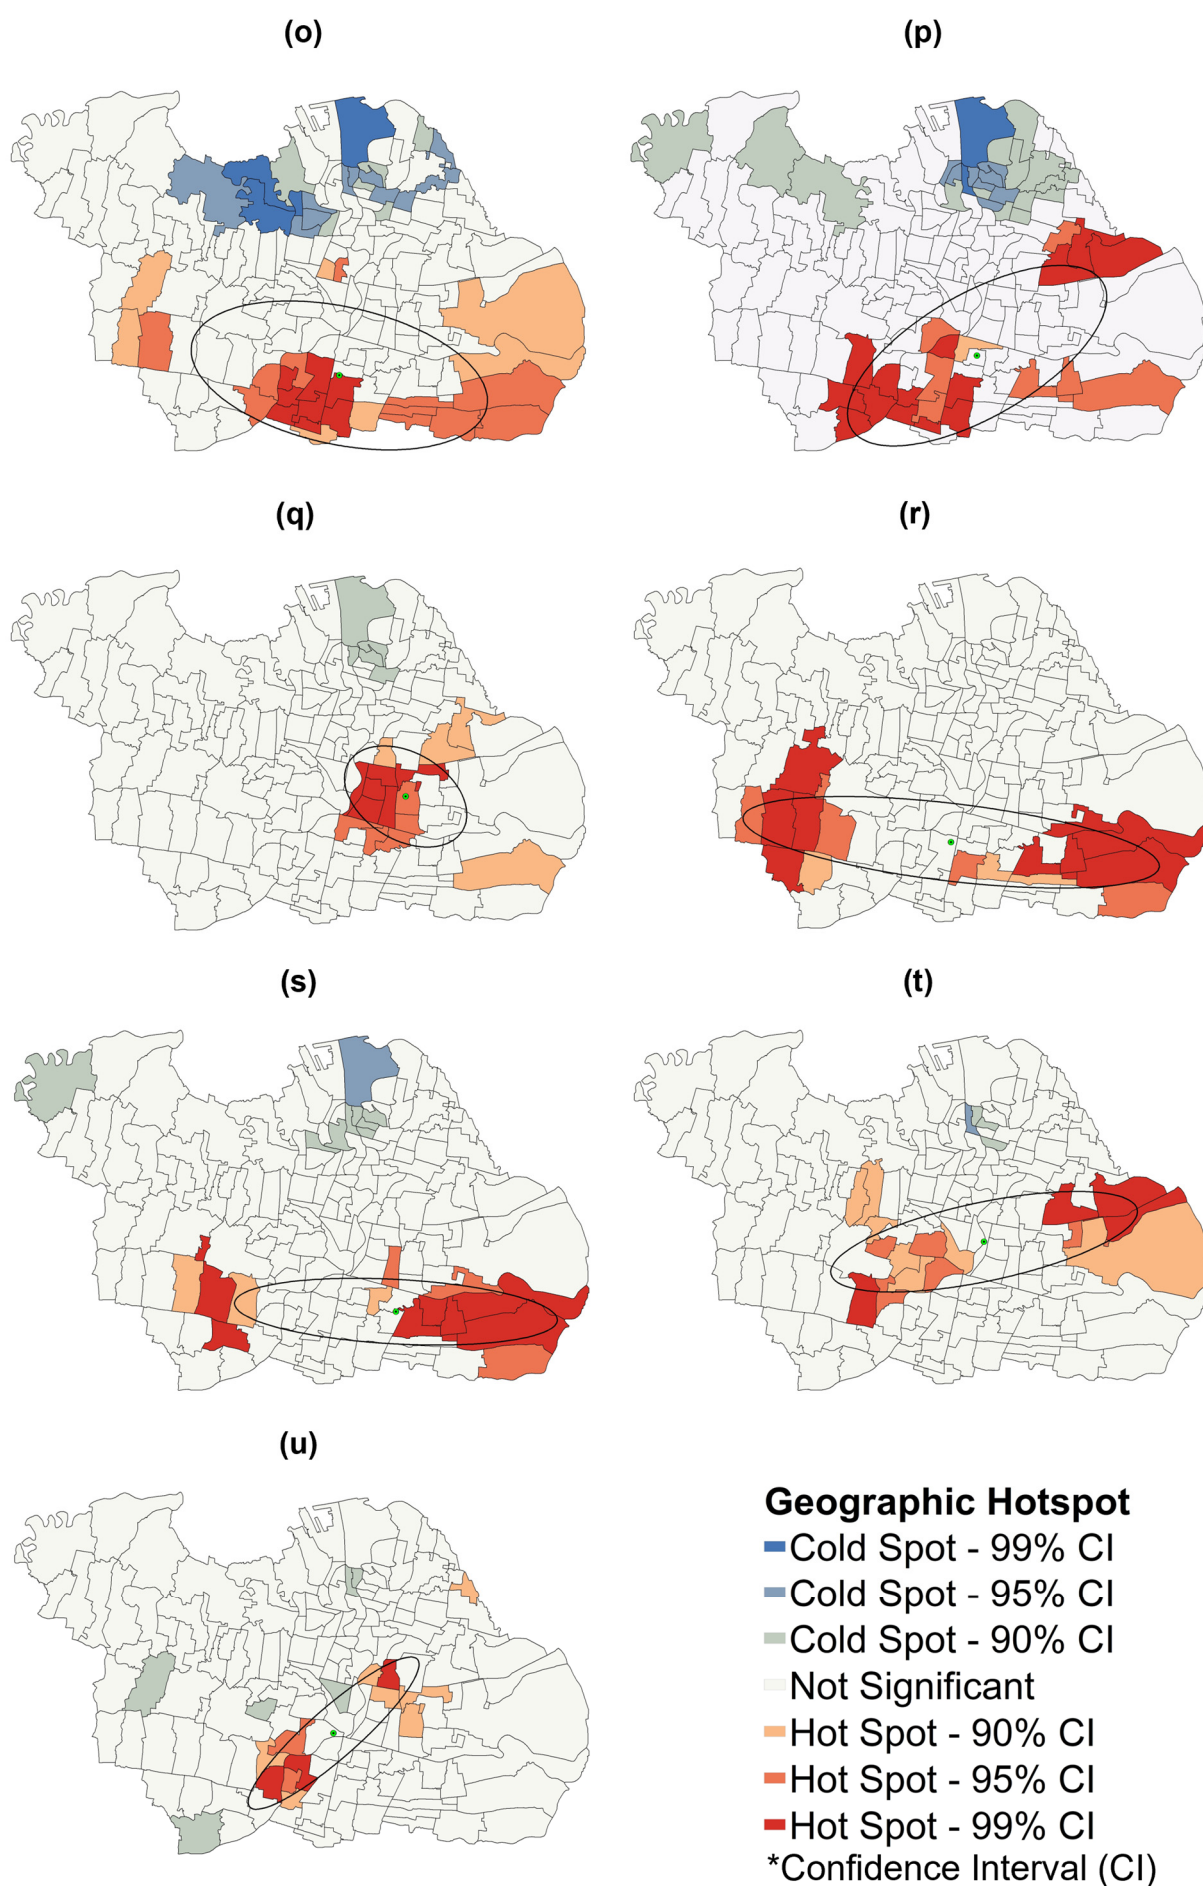 (o)
(p)
(q)
(r)
(s)
(t)
(u)
Geographic Hotspot
Cold Spot - 99% CI
Cold Spot - 95% CI
Cold Spot - 90% CI
Not Significant
Hot Spot - 90% CI
Hot Spot - 95% CI
Hot Spot - 99% CI
*Confidence Interval (CI)